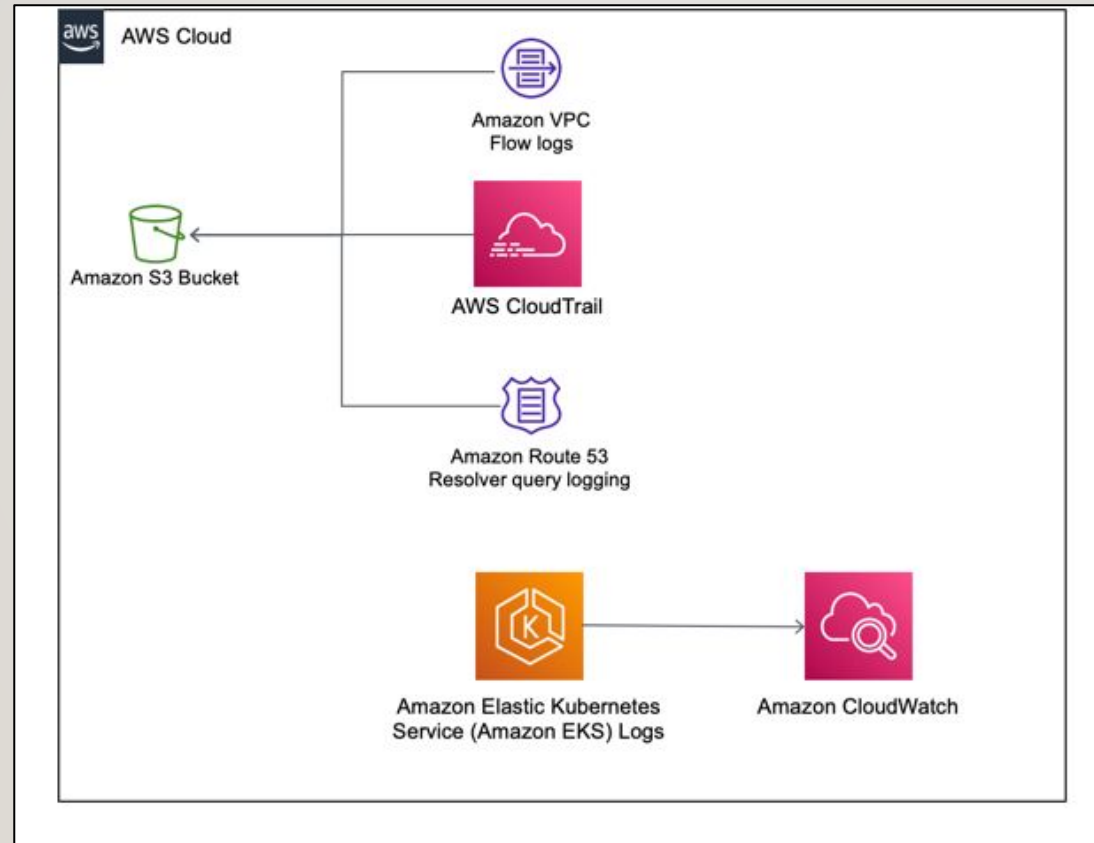 aws
AWS Cloud
Amazon VPC
Flow logs
Amazon S3 Bucket
AWS CloudTrail
Amazon Route 53
Resolver query logging
K
Amazon Elastic Kubernetes
Service (Amazon EKS) Logs
Amazon CloudWatch